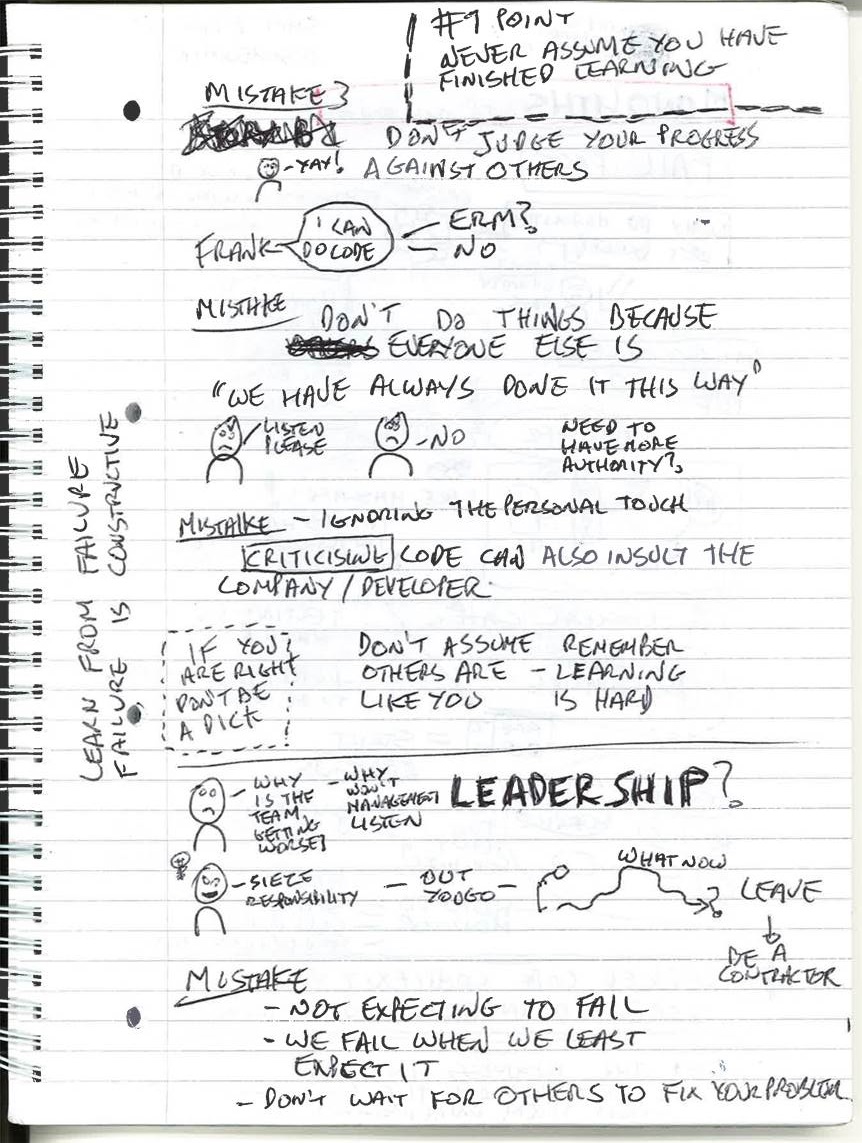 #1 POINT
NEVER ASSUME YOU HAVE
FINISHED LEARNING
MISTAKE 3
DON'T JUDGE YOUR PROGRESS
AGAINST OTHERS
- YAY!
FRANK
I CAN
DO CODE
ERM?
NO
MISTAKE
DON'T DO THINGS BECAUSE
EVERYONE ELSE IS
"WE HAVE ALWAYS DONE IT THIS WAY"
LISTEN
PLEASE
- NO
NEED TO
HAVE MORE
AUTHORITY?
MISTAKE - IGNORING THE PERSONAL TOUCH
CRITICISING CODE CAN ALSO INSULT THE
COMPANY / DEVELOPER.
IF YOU
ARE RIGHT
DONT BE
A DICK
DON'T ASSUME
OTHERS ARE
LIKE YOU
REMEMBER
- LEARNING
IS HARD
LEARN FROM FAILURE
FAILURE IS CONSTRUCTIVE
- WHY
IS THE
TEAM
GETTING
WORSE?
- WHY
WON'T
MANAGEMENT
LISTEN
LEADERSHIP?
- SIEZE
RESPONSIBILITY
- OUT
YOU GO -
WHAT NOW
?
LEAVE
BE A
CONTRACTOR
MISTAKE
- NOT EXPECTING TO FAIL
- WE FAIL WHEN WE LEAST
EXPECT IT
- DON'T WAIT FOR OTHERS TO FIX YOUR PROBLEM